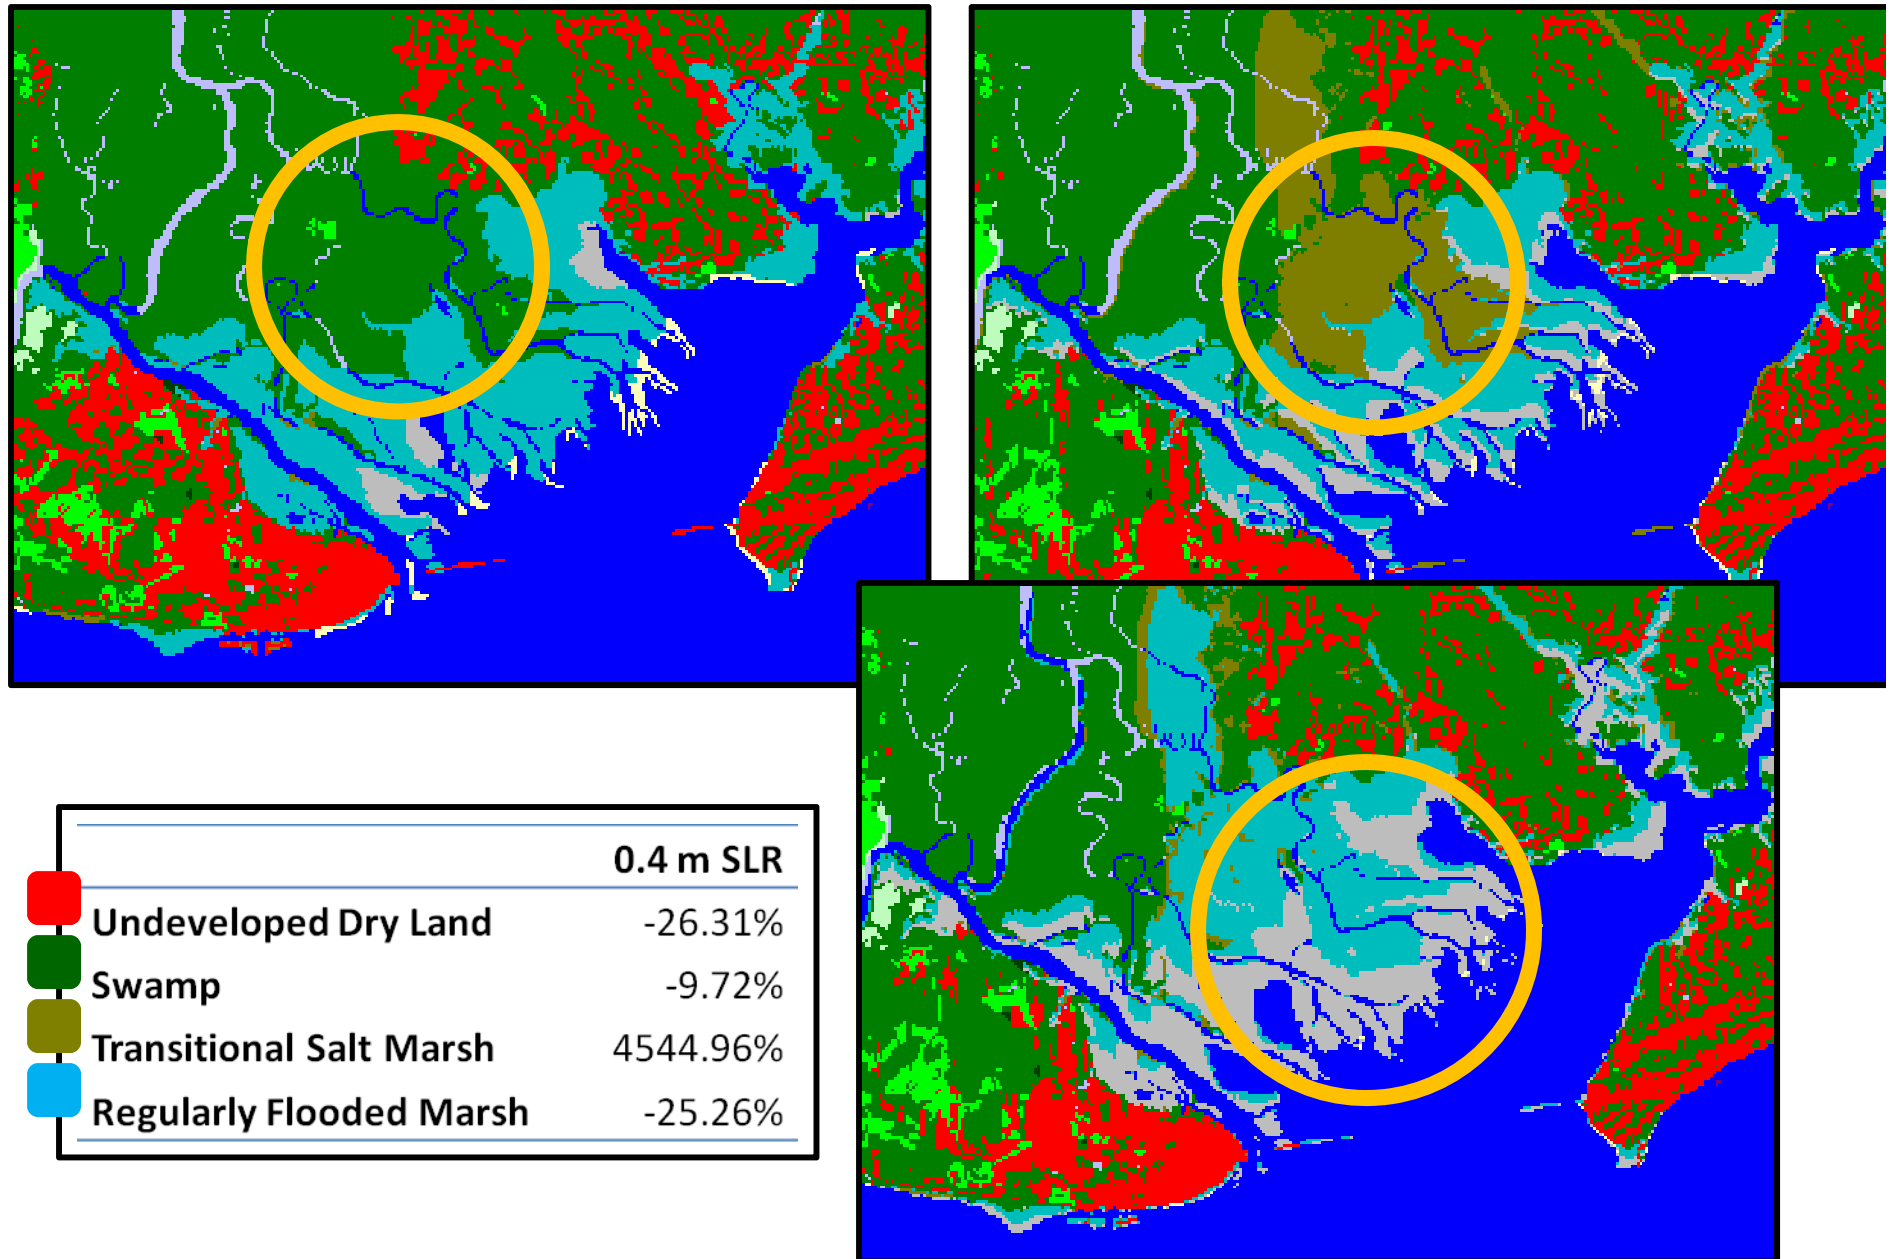 0.4 m SLR
Undeveloped Dry Land -26.31%
Swamp -9.72%
Transitional Salt Marsh 4544.96%
Regularly Flooded Marsh -25.26%